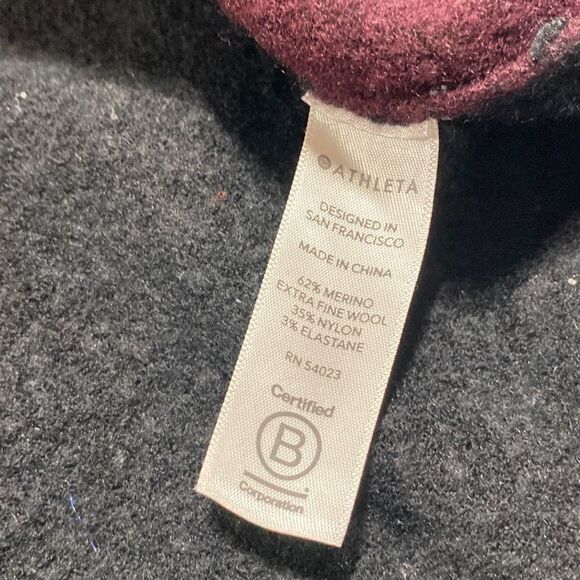 ATHLETA
DESIGNED IN
SAN FRANCISCO
MADE IN CHINA
62% MERINO
EXTRA FINE WOOL
35% NYLON
3% ELASTANE
RN 54023
Certified
B
Corporation